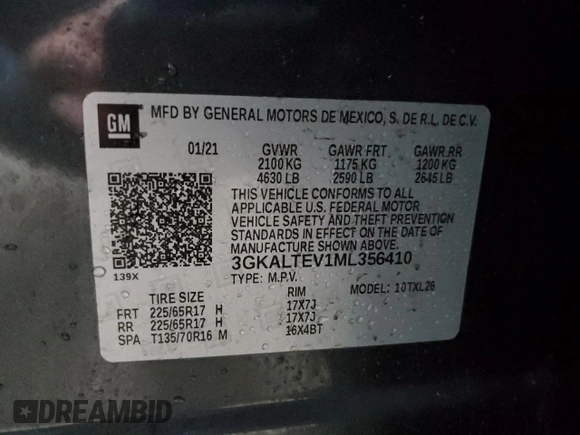 GM
MFD BY GENERAL MOTORS DE MEXICO, S. DE R.L. DE C.V.
01/21 GVWR GAWR FRT GAWR RR
2100 KG 1175 KG 1200 KG
4630 LB 2590 LB 2645 LB
THIS VEHICLE CONFORMS TO ALL
APPLICABLE U.S. FEDERAL MOTOR
VEHICLE SAFETY AND THEFT PREVENTION
STANDARDS IN EFFECT ON THE DATE OF
MANUFACTURE SHOWN ABOVE.
3GKALTEV1ML356410
139X
TYPE: M.P.V. MODEL: 10TXL26
TIRE SIZE RIM
FRT 225/65R17 H 17X7J
RR 225/65R17 H 17X7J
SPA T135/70R16 M 16X4BT
DREAMBID